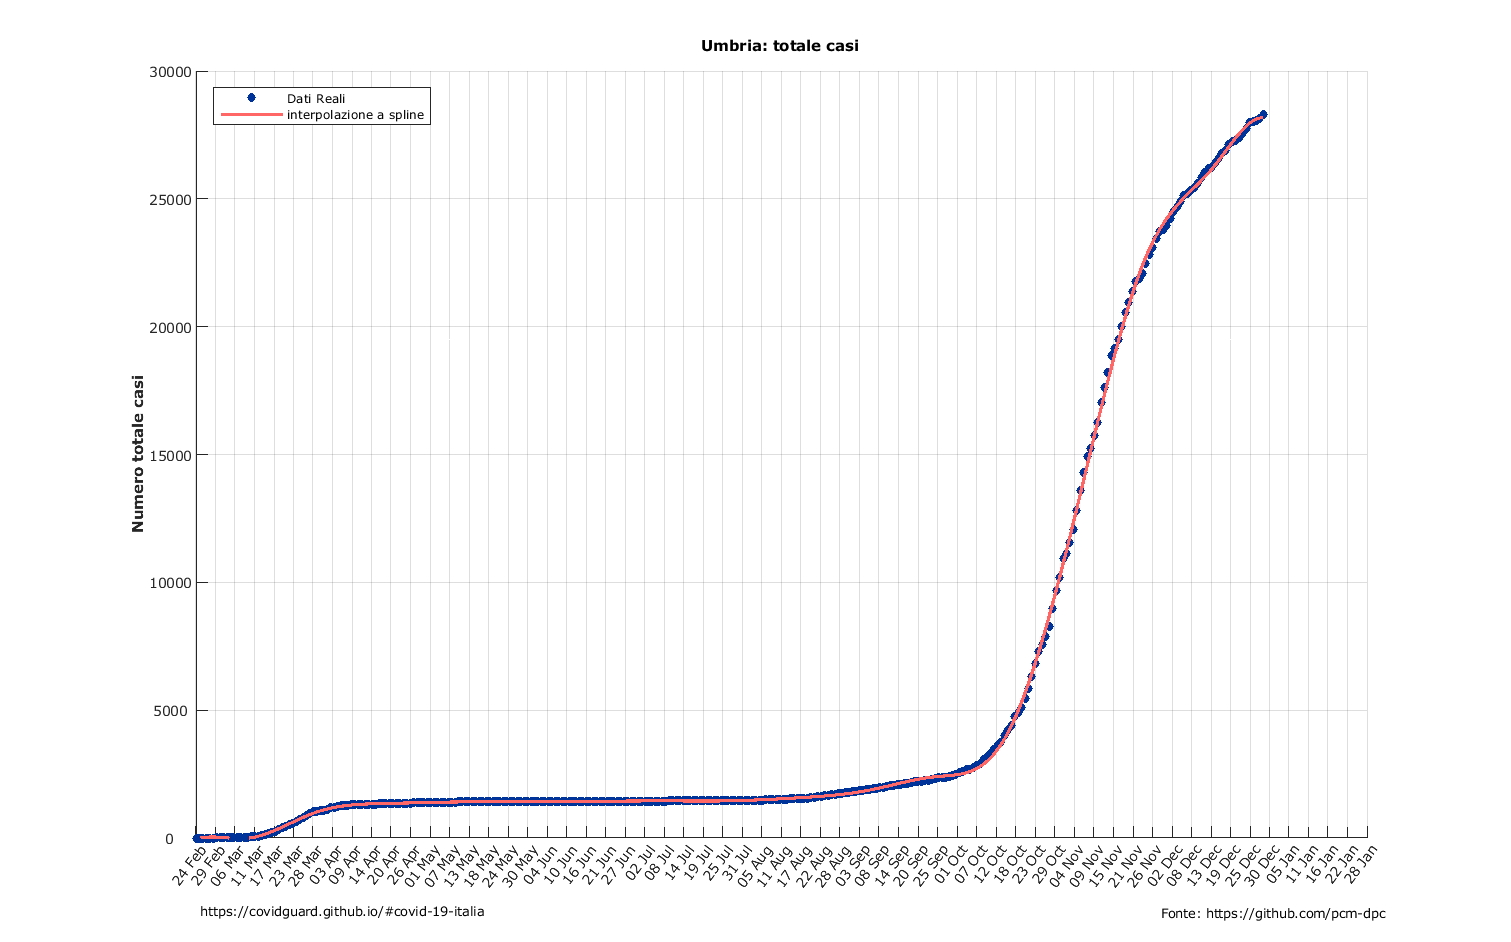 Umbria: totale casi
Dati Reali
interpolazione a spline
Numero totale casi
30000
25000
20000
15000
10000
5000
0
24 Feb
29 Feb
06 Mar
11 Mar
17 Mar
23 Mar
28 Mar
03 Apr
09 Apr
14 Apr
20 Apr
26 Apr
01 May
07 May
13 May
18 May
24 May
30 May
04 Jun
10 Jun
16 Jun
21 Jun
27 Jun
02 Jul
08 Jul
14 Jul
19 Jul
25 Jul
31 Jul
05 Aug
11 Aug
17 Aug
22 Aug
28 Aug
03 Sep
08 Sep
14 Sep
20 Sep
25 Sep
01 Oct
07 Oct
12 Oct
18 Oct
23 Oct
29 Oct
04 Nov
09 Nov
15 Nov
21 Nov
26 Nov
02 Dec
08 Dec
13 Dec
19 Dec
25 Dec
30 Dec
05 Jan
11 Jan
16 Jan
22 Jan
28 Jan
https://covidguard.github.io/#covid-19-italia
Fonte: https://github.com/pcm-dpc